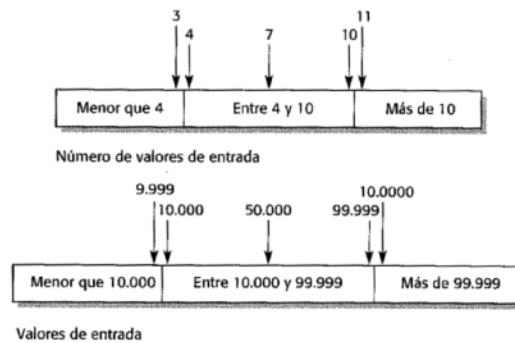 3 11
4 7 10
Menor que 4 Entre 4 y 10 Más de 10
Número de valores de entrada
9.999 10.0000
10.000 50.000 99.999
Menor que 10.000 Entre 10.000 y 99.999 Más de 99.999
Valores de entrada